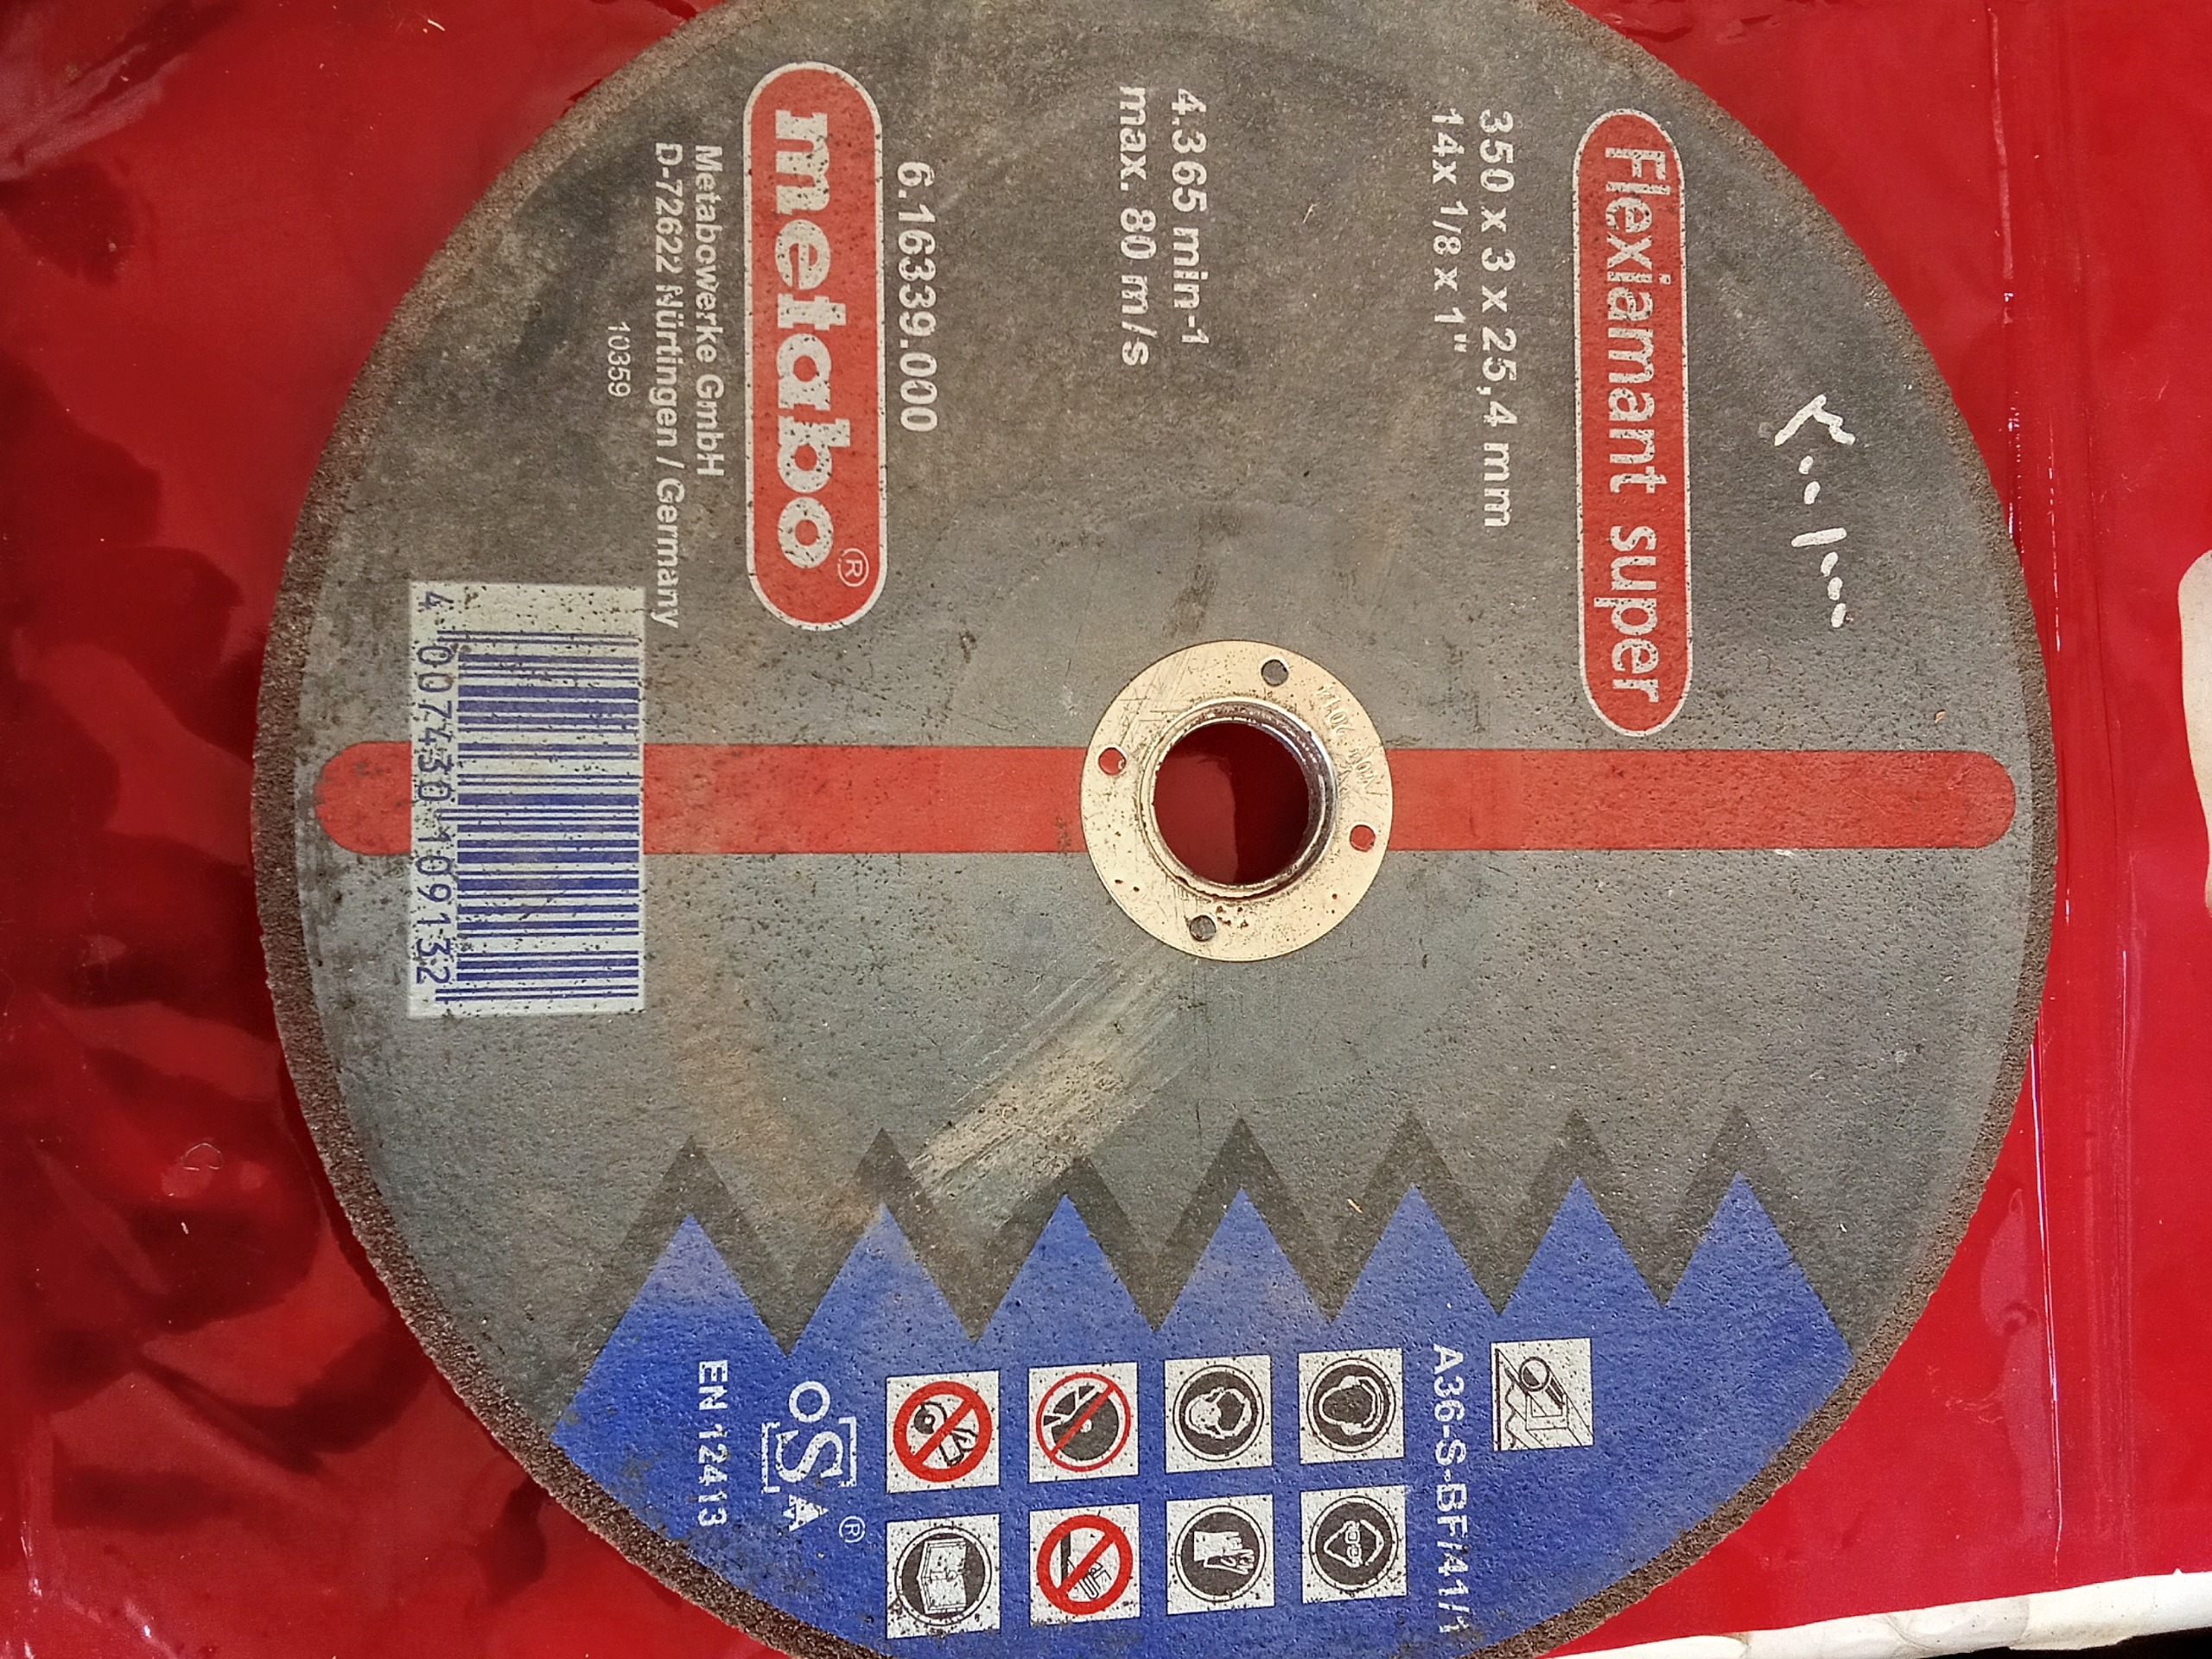 Flexiamant super
350 x 3 x 25,4 mm
14x 1/8 x 1"
4.365 min-1
max. 80 m/s
6.16339.000
metabo®
Metabowerke GmbH
D-72622 Nürtingen / Germany
10359
4 007430 109132
A36-S-BF/41/1
oSA®
EN 12413